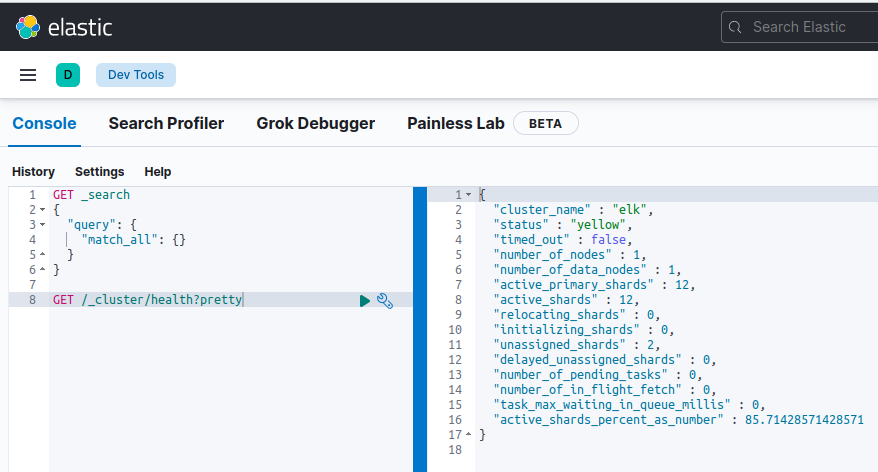 elastic
Search Elastic
D
Dev Tools
Console Search Profiler Grok Debugger Painless Lab BETA
History Settings Help
1 GET _search
2 {
3 "query": {
4 "match_all": {}
5 }
6 }
7
8 GET /_cluster/health?pretty
1 {
2 "cluster_name" : "elk",
3 "status" : "yellow",
4 "timed_out" : false,
5 "number_of_nodes" : 1,
6 "number_of_data_nodes" : 1,
7 "active_primary_shards" : 12,
8 "active_shards" : 12,
9 "relocating_shards" : 0,
10 "initializing_shards" : 0,
11 "unassigned_shards" : 2,
12 "delayed_unassigned_shards" : 0,
13 "number_of_pending_tasks" : 0,
14 "number_of_in_flight_fetch" : 0,
15 "task_max_waiting_in_queue_millis" : 0,
16 "active_shards_percent_as_number" : 85.71428571428571
17 }
18